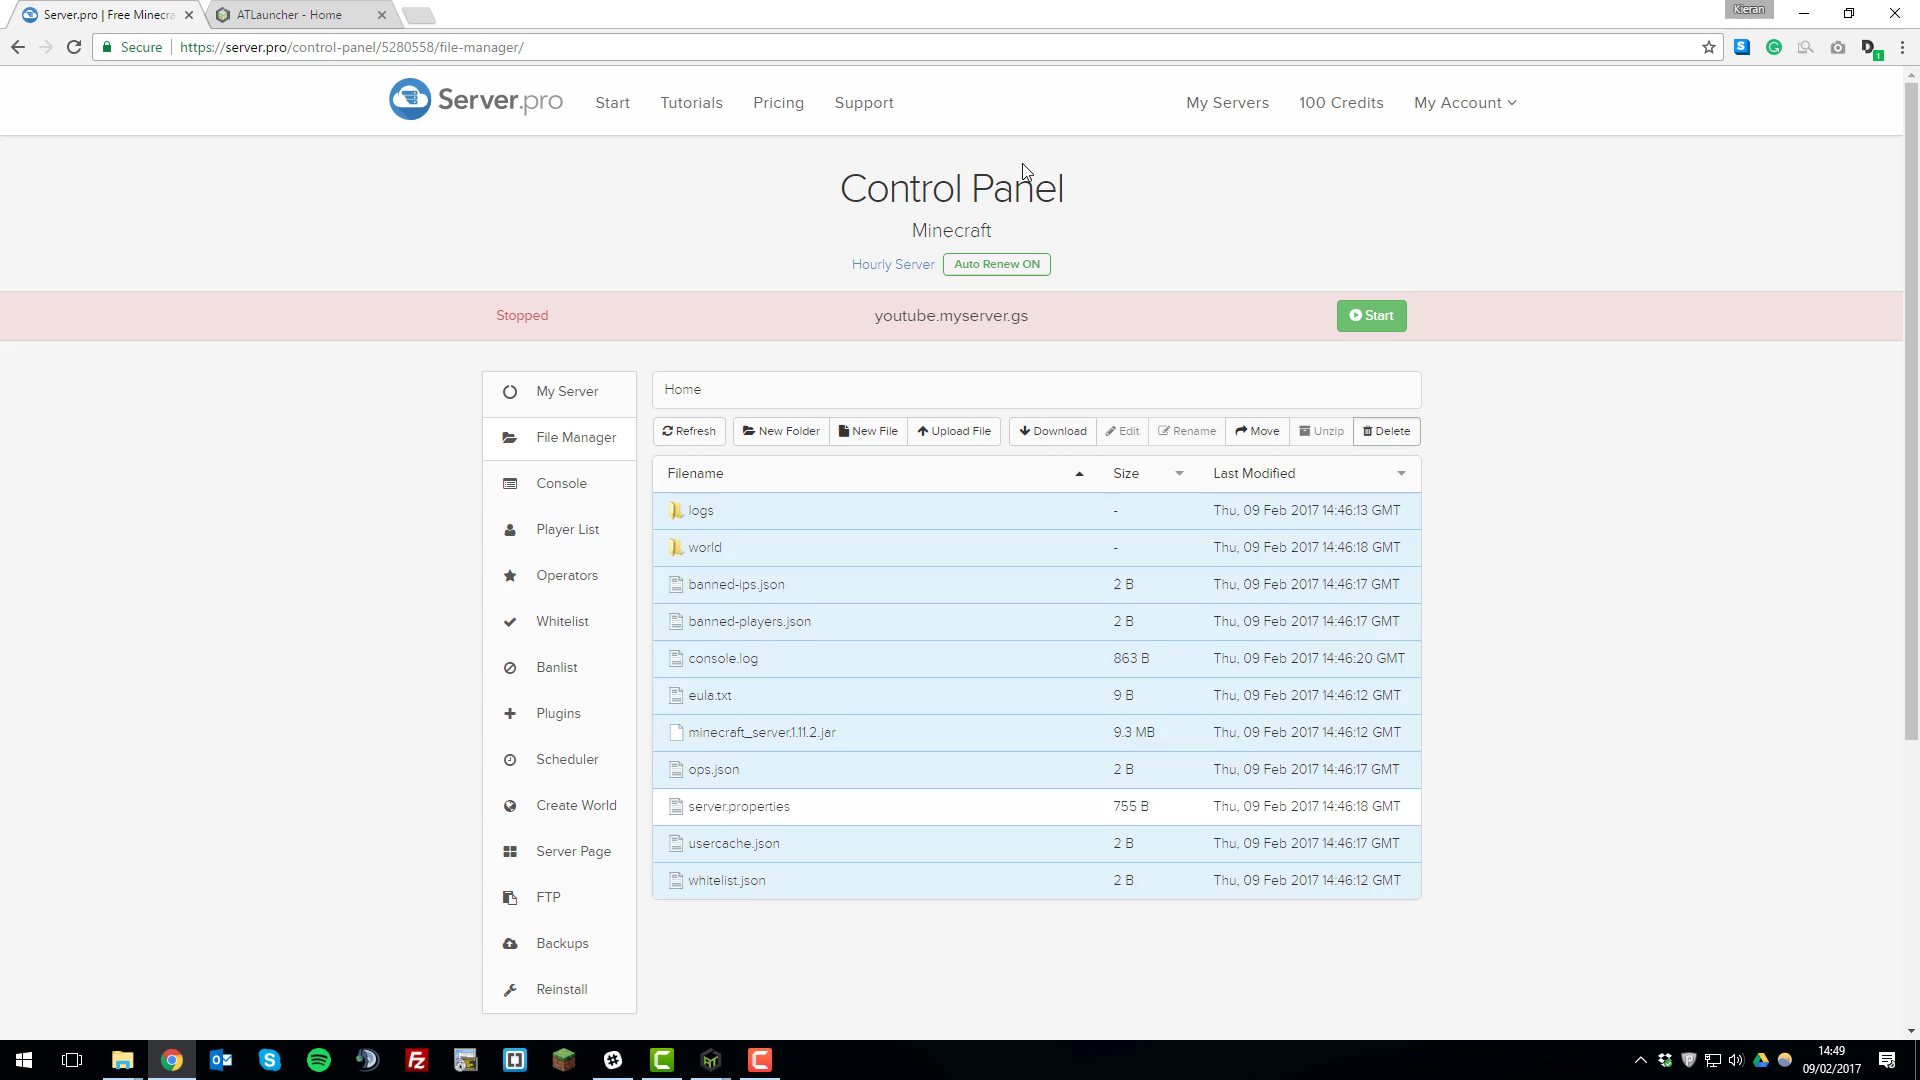 Server.pro | Free Minecra
ATLauncher - Home
Kieran
Secure
https://server.pro/control-panel/5280558/file-manager/
S
G
D
1
Server.pro
Start
Tutorials
Pricing
Support
My Servers
100 Credits
My Account
Control Panel
Minecraft
Hourly Server
Auto Renew ON
Stopped
youtube.myserver.gs
Start
My Server
File Manager
Console
Player List
Operators
Whitelist
Banlist
Plugins
Scheduler
Create World
Server Page
FTP
Backups
Reinstall
Home
Refresh
New Folder
New File
Upload File
Download
Edit
Rename
Move
Unzip
Delete
Filename Size Last Modified
logs - Thu, 09 Feb 2017 14:46:13 GMT
world - Thu, 09 Feb 2017 14:46:18 GMT
banned-ips.json 2 B Thu, 09 Feb 2017 14:46:17 GMT
banned-players.json 2 B Thu, 09 Feb 2017 14:46:17 GMT
console.log 863 B Thu, 09 Feb 2017 14:46:20 GMT
eula.txt 9 B Thu, 09 Feb 2017 14:46:12 GMT
minecraft_server.1.11.2.jar 9.3 MB Thu, 09 Feb 2017 14:46:12 GMT
ops.json 2 B Thu, 09 Feb 2017 14:46:17 GMT
server.properties 755 B Thu, 09 Feb 2017 14:46:18 GMT
usercache.json 2 B Thu, 09 Feb 2017 14:46:17 GMT
whitelist.json 2 B Thu, 09 Feb 2017 14:46:12 GMT
14:49
09/02/2017